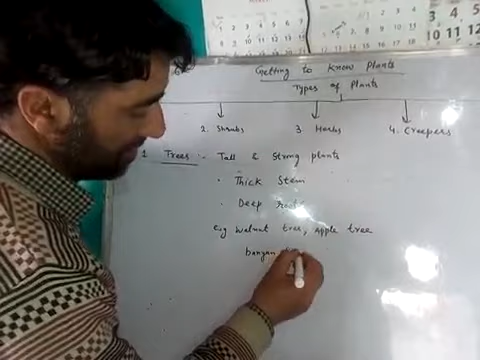 Getting to Know Plants
Types of Plants
2. Shrubs 3. Herbs 4. Creepers
1 Trees - Tall & Strong plants
. Thick Stem
. Deep roots
e.g walnut tree, apple tree
banyan